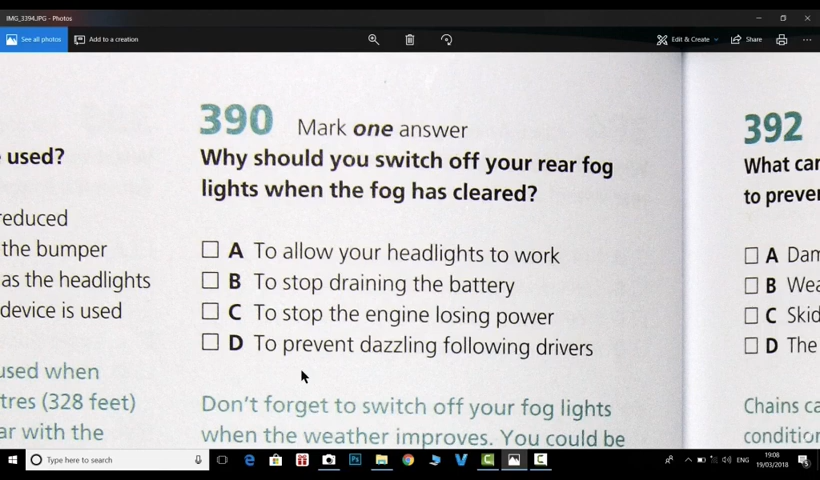 IMG_3394.JPG - Photos
See all photos
Add to a creation
Edit & Create
Share
e used?
reduced
the bumper
as the headlights
device is used
used when
tres (328 feet)
ar with the
390 Mark one answer
Why should you switch off your rear fog
lights when the fog has cleared?
A To allow your headlights to work
B To stop draining the battery
C To stop the engine losing power
D To prevent dazzling following drivers
Don't forget to switch off your fog lights
when the weather improves. You could be
392
What can
to preven
A Dam
B Wea
C Skid
D The
Chains ca
condition
Type here to search
ENG
19:08
19/03/2018